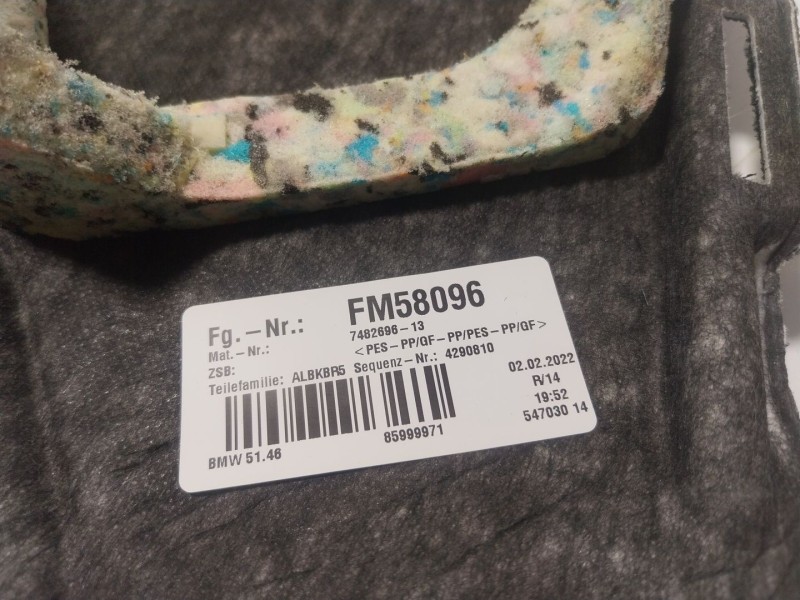 Fg.-Nr.: FM58096
Mat.-Nr.: 7482696-13
ZSB: <PES-PP/GF-PP/PES-PP/GF>
Teilefamilie: ALBKBR5 Sequenz-Nr.: 4290810
02.02.2022
R/14
19:52
547030 14
85999971
BMW 51.46